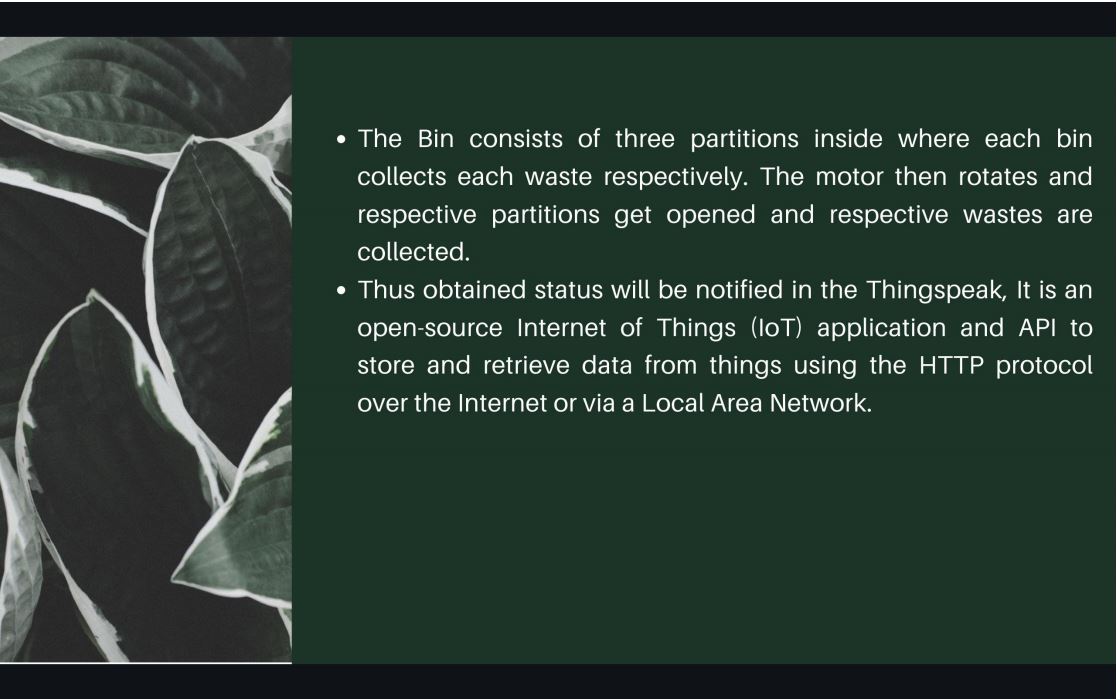 • The Bin consists of three partitions inside where each bin
collects each waste respectively. The motor then rotates and
respective partitions get opened and respective wastes are
collected.
• Thus obtained status will be notified in the Thingspeak, It is an
open-source Internet of Things (IoT) application and API to
store and retrieve data from things using the HTTP protocol
over the Internet or via a Local Area Network.